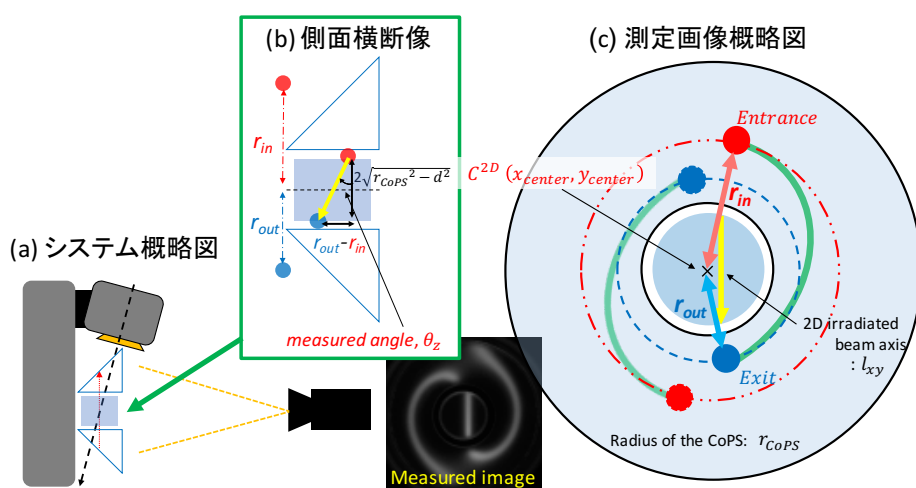 (a) システム概略図
(b) 側面横断像
r_in
r_out
2√(r_CoPS² − d²)
r_out-r_in
measured angle, θ_z
Measured image
(c) 測定画像概略図
Entrance
C^2D (x_center, y_center)
r_in
r_out
Exit
2D irradiated
beam axis
: l_xy
Radius of the CoPS: r_CoPS